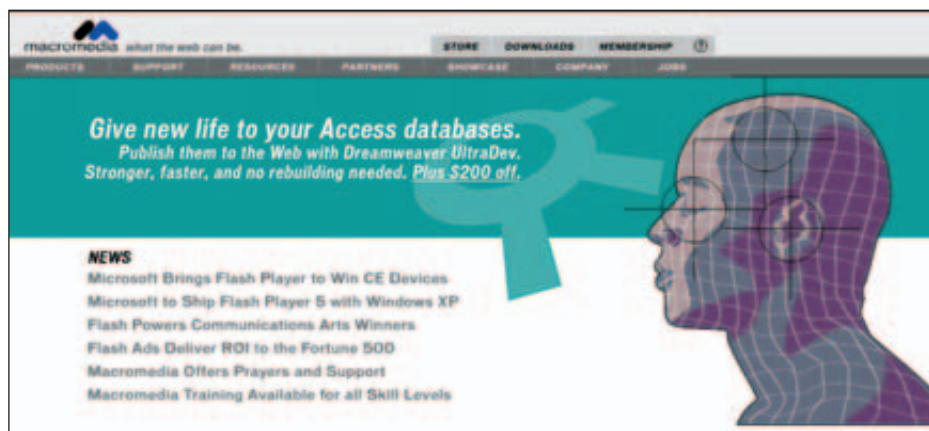 macromedia what the web can be.
STORE DOWNLOADS MEMBERSHIP ?
PRODUCTS SUPPORT RESOURCES PARTNERS SHOWCASE COMPANY JOBS
Give new life to your Access databases.
Publish them to the Web with Dreamweaver UltraDev.
Stronger, faster, and no rebuilding needed. Plus $200 off.
NEWS
Microsoft Brings Flash Player to Win CE Devices
Microsoft to Ship Flash Player 5 with Windows XP
Flash Powers Communications Arts Winners
Flash Ads Deliver ROI to the Fortune 500
Macromedia Offers Prayers and Support
Macromedia Training Available for all Skill Levels